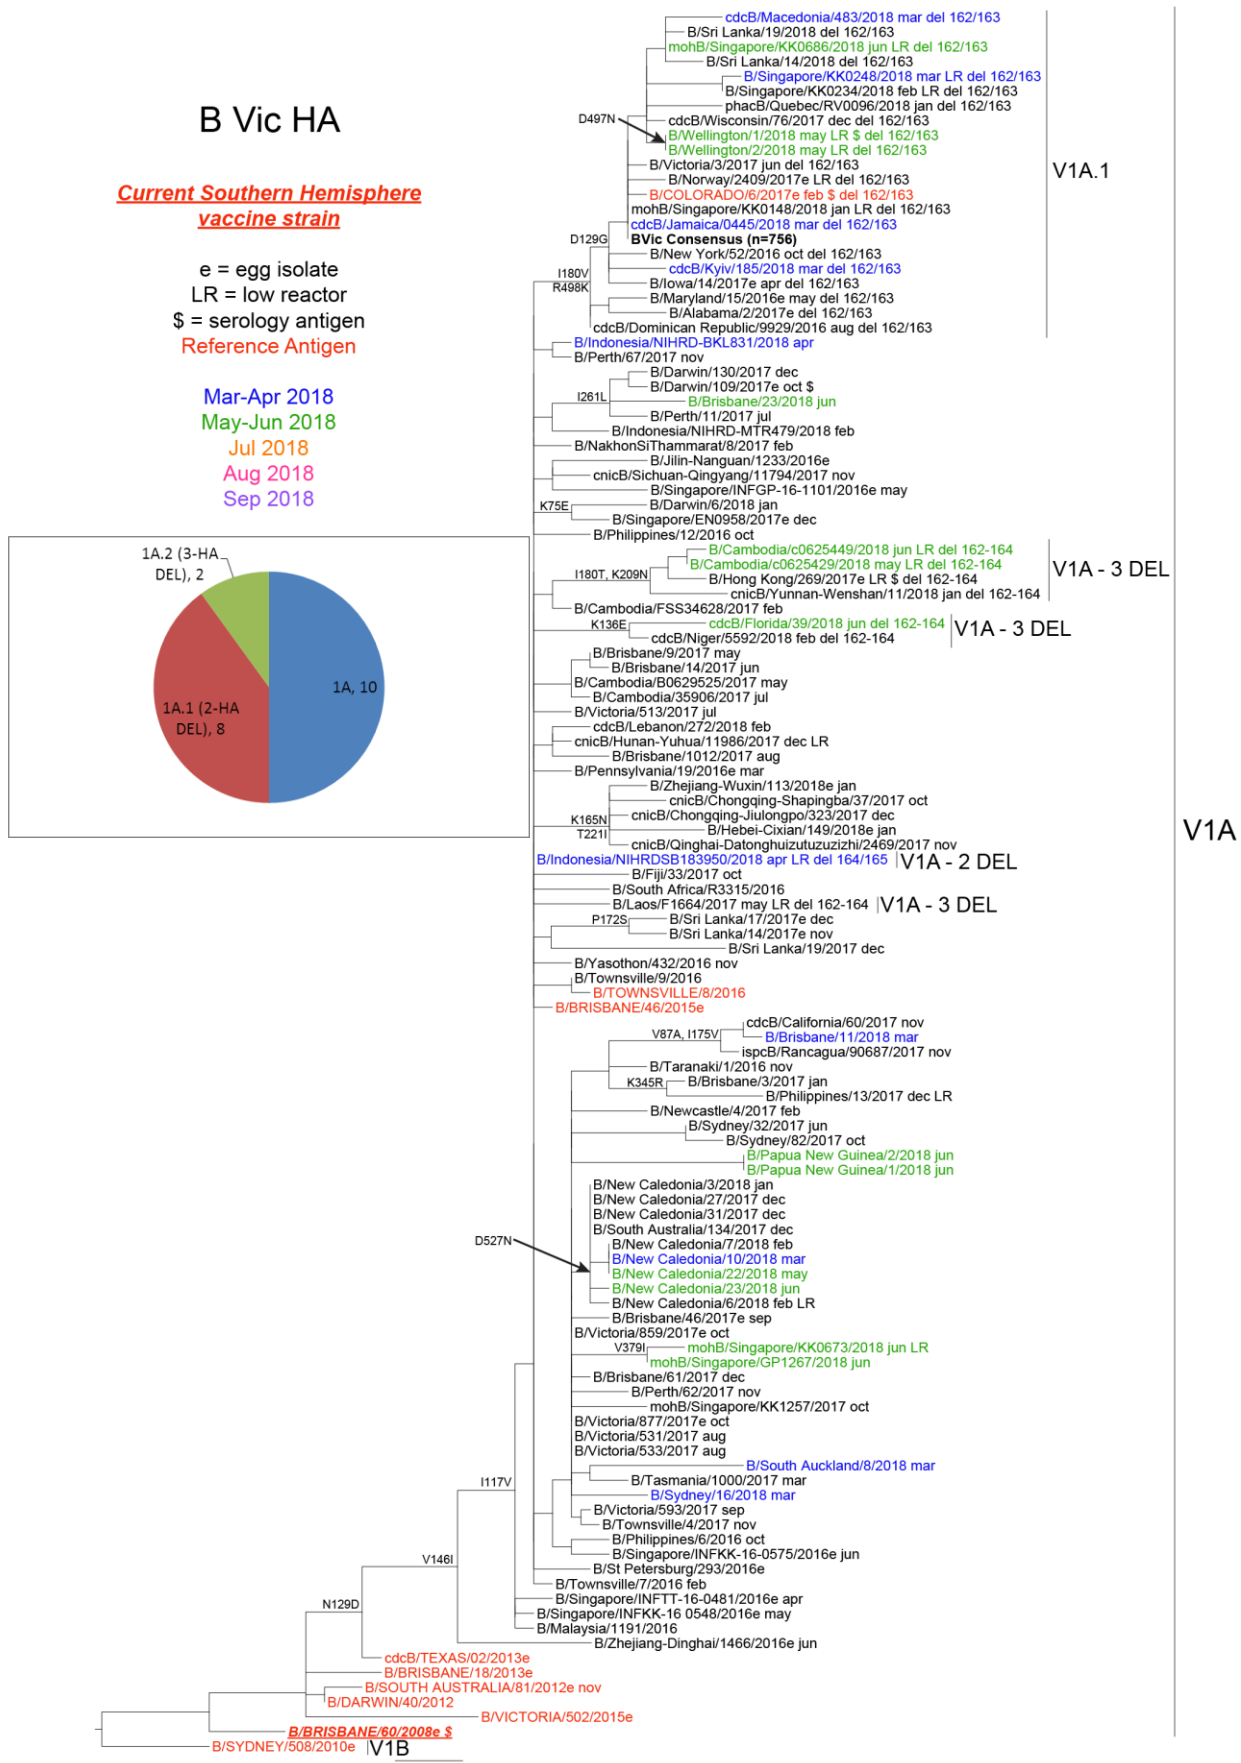 B Vic HA
Current Southern Hemisphere
vaccine strain
e = egg isolate
LR = low reactor
$ = serology antigen
Reference Antigen
Mar-Apr 2018
May-Jun 2018
Jul 2018
Aug 2018
Sep 2018
1A.2 (3-HA
DEL), 2
1A, 10
1A.1 (2-HA
DEL), 8
cdcB/Macedonia/483/2018 mar del 162/163
B/Sri Lanka/19/2018 del 162/163
mohB/Singapore/KK0686/2018 jun LR del 162/163
B/Sri Lanka/14/2018 del 162/163
B/Singapore/KK0248/2018 mar LR del 162/163
B/Singapore/KK0234/2018 feb LR del 162/163
phacB/Quebec/RV0096/2018 jan del 162/163
cdcB/Wisconsin/76/2017 dec del 162/163
D497N
B/Wellington/1/2018 may LR $ del 162/163
B/Wellington/2/2018 may LR del 162/163
B/Victoria/3/2017 jun del 162/163
V1A.1
B/Norway/2409/2017e LR del 162/163
B/COLORADO/6/2017e feb $ del 162/163
mohB/Singapore/KK0148/2018 jan LR del 162/163
cdcB/Jamaica/0445/2018 mar del 162/163
D129G
BVic Consensus (n=756)
B/New York/52/2016 oct del 162/163
cdcB/Kyiv/185/2018 mar del 162/163
I180V
R498K
B/Iowa/14/2017e apr del 162/163
B/Maryland/15/2016e may del 162/163
B/Alabama/2/2017e del 162/163
cdcB/Dominican Republic/9929/2016 aug del 162/163
B/Indonesia/NIHRD-BKL831/2018 apr
B/Perth/67/2017 nov
B/Darwin/130/2017 dec
B/Darwin/109/2017e oct $
I261L
B/Brisbane/23/2018 jun
B/Perth/11/2017 jul
B/Indonesia/NIHRD-MTR479/2018 feb
B/NakhonSiThammarat/8/2017 feb
B/Jilin-Nanguan/1233/2016e
cnicB/Sichuan-Qingyang/11794/2017 nov
B/Singapore/INFGP-16-1101/2016e may
K75E
B/Darwin/6/2018 jan
B/Singapore/EN0958/2017e dec
B/Philippines/12/2016 oct
B/Cambodia/c0625449/2018 jun LR del 162-164
B/Cambodia/c0625429/2018 may LR del 162-164
I180T, K209N
B/Hong Kong/269/2017e LR $ del 162-164
V1A - 3 DEL
cnicB/Yunnan-Wenshan/11/2018 jan del 162-164
B/Cambodia/FSS34628/2017 feb
K136E
cdcB/Florida/39/2018 jun del 162-164
cdcB/Niger/5592/2018 feb del 162-164
V1A - 3 DEL
B/Brisbane/9/2017 may
B/Brisbane/14/2017 jun
B/Cambodia/B0629525/2017 may
B/Cambodia/35906/2017 jul
B/Victoria/513/2017 jul
cdcB/Lebanon/272/2018 feb
cnicB/Hunan-Yuhua/11986/2017 dec LR
B/Brisbane/1012/2017 aug
B/Pennsylvania/19/2016e mar
B/Zhejiang-Wuxin/113/2018e jan
cnicB/Chongqing-Shapingba/37/2017 oct
cnicB/Chongqing-Jiulongpo/323/2017 dec
K165N
T221I
B/Hebei-Cixian/149/2018e jan
cnicB/Qinghai-Datonghuizutuzuzizhi/2469/2017 nov
V1A
B/Indonesia/NIHRDSB183950/2018 apr LR del 164/165
V1A - 2 DEL
B/Fiji/33/2017 oct
B/South Africa/R3315/2016
B/Laos/F1664/2017 may LR del 162-164
V1A - 3 DEL
P172S
B/Sri Lanka/17/2017e dec
B/Sri Lanka/14/2017e nov
B/Sri Lanka/19/2017 dec
B/Yasothon/432/2016 nov
B/Townsville/9/2016
B/TOWNSVILLE/8/2016
B/BRISBANE/46/2015e
cdcB/California/60/2017 nov
V87A, I175V
B/Brisbane/11/2018 mar
ispcB/Rancagua/90687/2017 nov
B/Taranaki/1/2016 nov
K345R
B/Brisbane/3/2017 jan
B/Philippines/13/2017 dec LR
B/Newcastle/4/2017 feb
B/Sydney/32/2017 jun
B/Sydney/82/2017 oct
B/Papua New Guinea/2/2018 jun
B/Papua New Guinea/1/2018 jun
B/New Caledonia/3/2018 jan
B/New Caledonia/27/2017 dec
B/New Caledonia/31/2017 dec
B/South Australia/134/2017 dec
D527N
B/New Caledonia/7/2018 feb
B/New Caledonia/10/2018 mar
B/New Caledonia/22/2018 may
B/New Caledonia/23/2018 jun
B/New Caledonia/6/2018 feb LR
B/Brisbane/46/2017e sep
B/Victoria/859/2017e oct
V379I
mohB/Singapore/KK0673/2018 jun LR
mohB/Singapore/GP1267/2018 jun
B/Brisbane/61/2017 dec
B/Perth/62/2017 nov
mohB/Singapore/KK1257/2017 oct
B/Victoria/877/2017e oct
B/Victoria/531/2017 aug
B/Victoria/533/2017 aug
B/South Auckland/8/2018 mar
B/Tasmania/1000/2017 mar
I117V
B/Sydney/16/2018 mar
B/Victoria/593/2017 sep
B/Townsville/4/2017 nov
B/Philippines/6/2016 oct
B/Singapore/INFKK-16-0575/2016e jun
V146I
B/St Petersburg/293/2016e
B/Townsville/7/2016 feb
B/Singapore/INFTT-16-0481/2016e apr
N129D
B/Singapore/INFKK-16 0548/2016e may
B/Malaysia/1191/2016
B/Zhejiang-Dinghai/1466/2016e jun
cdcB/TEXAS/02/2013e
B/BRISBANE/18/2013e
B/SOUTH AUSTRALIA/81/2012e nov
B/DARWIN/40/2012
B/VICTORIA/502/2015e
B/BRISBANE/60/2008e $
B/SYDNEY/508/2010e
V1B